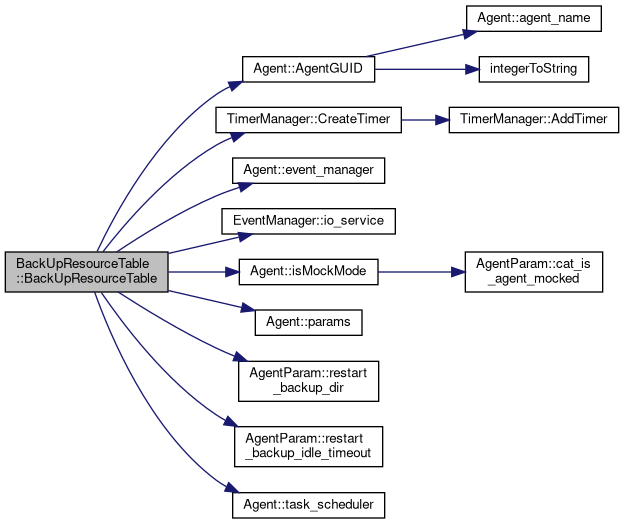 Agent::agent_name
Agent::AgentGUID
integerToString
TimerManager::CreateTimer
TimerManager::AddTimer
Agent::event_manager
EventManager::io_service
BackUpResourceTable
::BackUpResourceTable
Agent::isMockMode
AgentParam::cat_is
_agent_mocked
Agent::params
AgentParam::restart
_backup_dir
AgentParam::restart
_backup_idle_timeout
Agent::task_scheduler